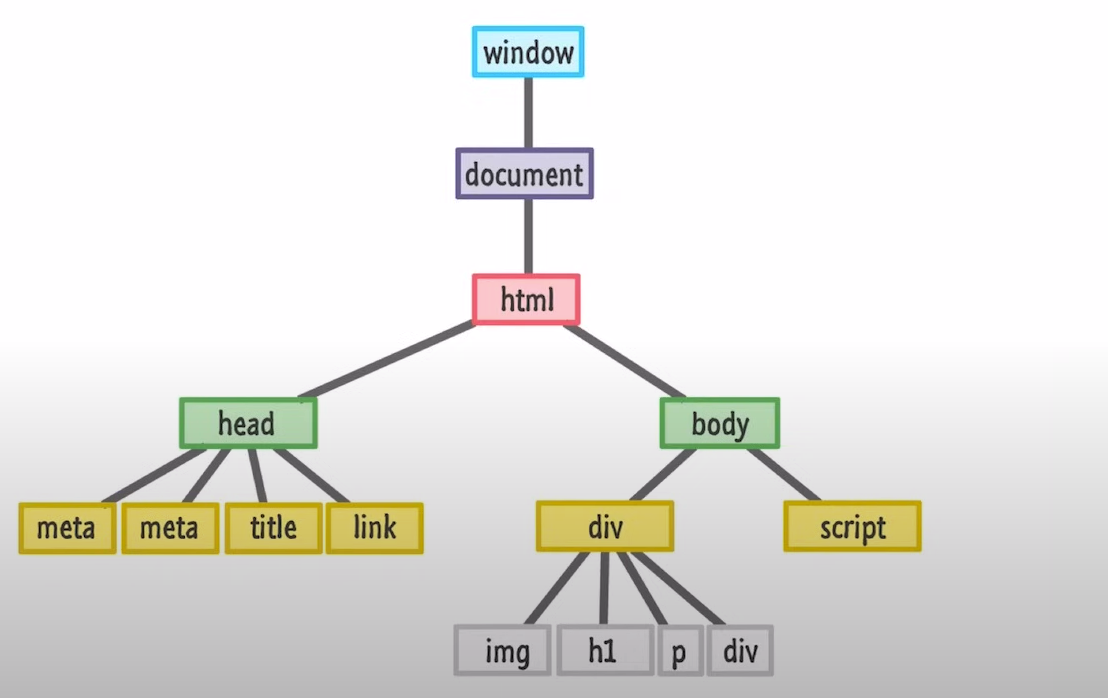 window
document
html
head
body
meta
meta
title
link
div
script
img
h1
p
div